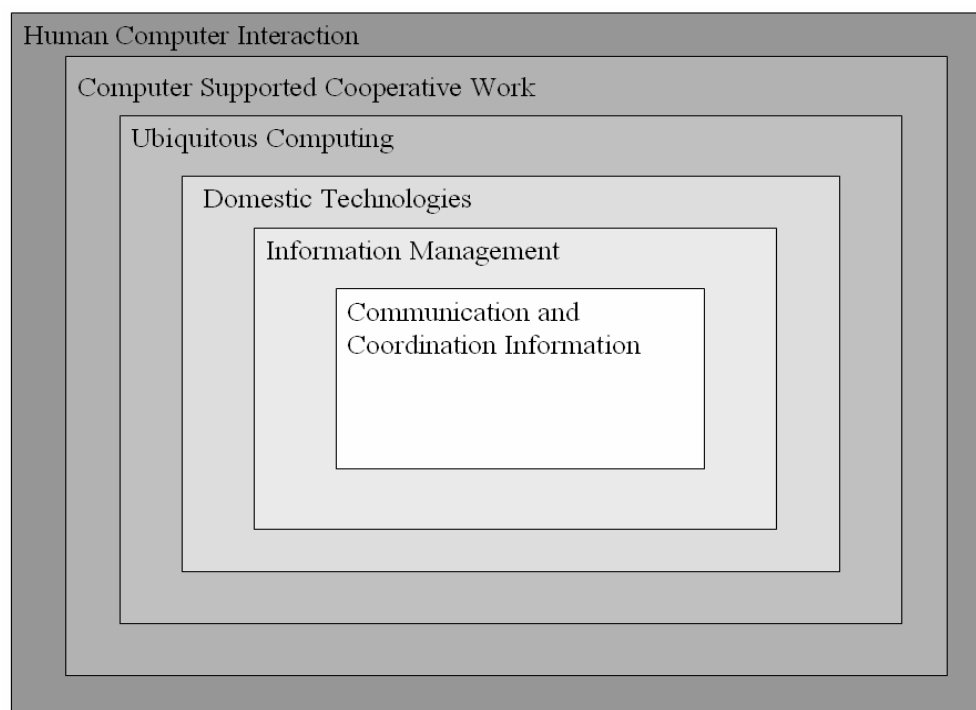 Human Computer Interaction
Computer Supported Cooperative Work
Ubiquitous Computing
Domestic Technologies
Information Management
Communication and
Coordination Information